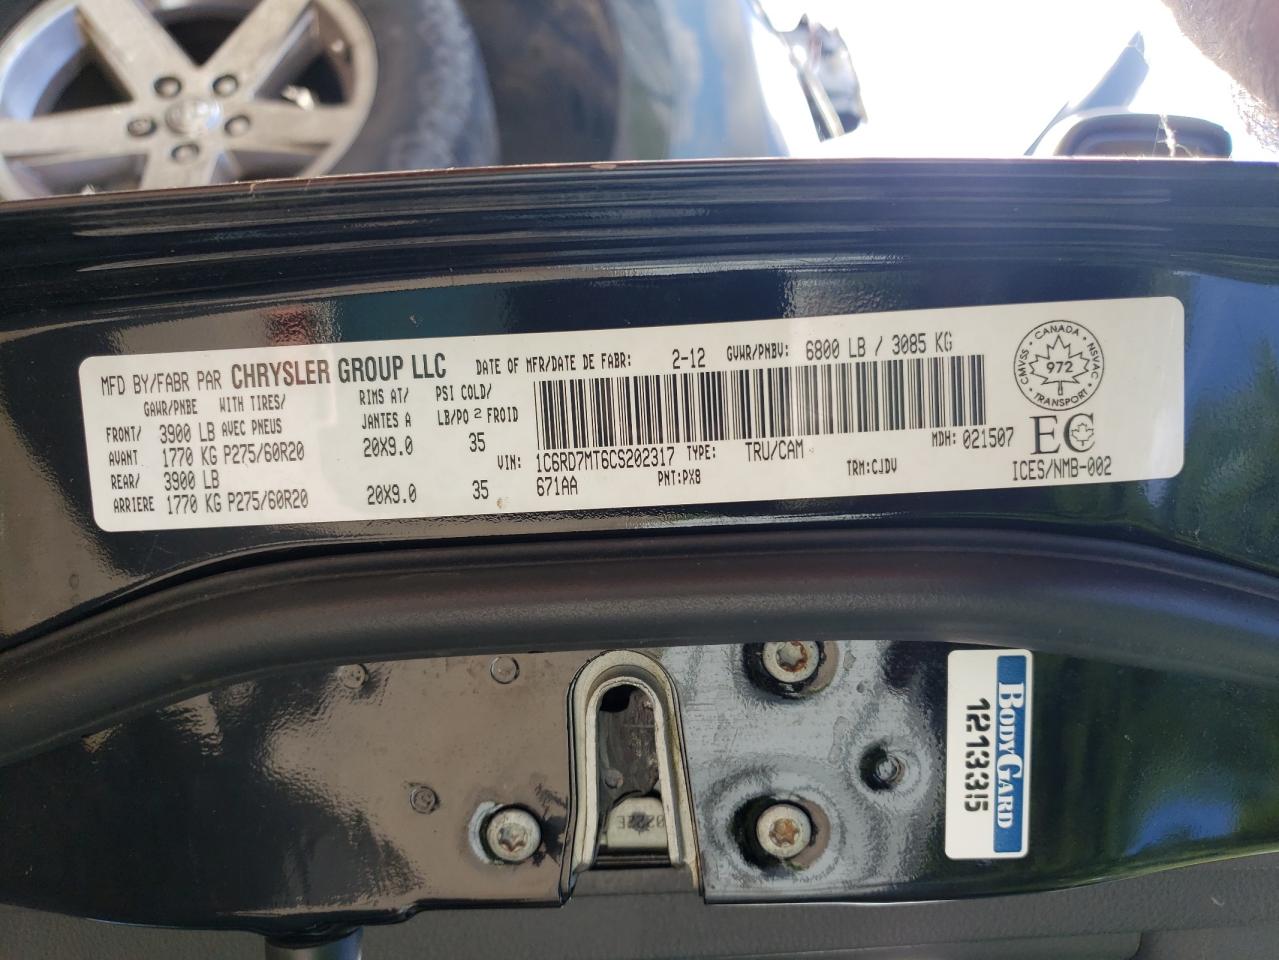 MFD BY/FABR PAR CHRYSLER GROUP LLC DATE OF MFR/DATE DE FABR: 2-12 GVWR/PNBV: 6800 LB / 3085 KG
GAWR/PNBE WITH TIRES/ RIMS AT/ PSI COLD/
AVEC PNEUS JANTES A LB/PO2 FROID
FRONT/ 3900 LB
AVANT 1770 KG P275/60R20 20X9.0 35
REAR/ 3900 LB
ARRIERE 1770 KG P275/60R20 20X9.0 35
VIN: 1C6RD7MT6CS202317 TYPE: TRU/CAM MDH: 021507
671AA PNT:PX8 TRM:CJDV
CANADA
CMVSS NSVAC
972
TRANSPORT
EC
ICES/NMB-002
BODYGARD
1213335
0222E